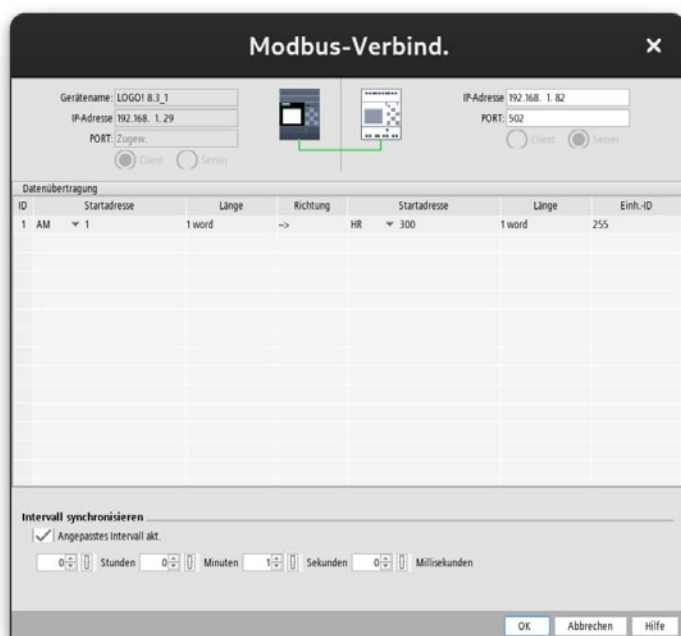 Modbus-Verbind.
Gerätename: LOGO! 8.3_1
IP-Adresse 192.168. 1. 29
PORT: Zugew.
Client Server
IP-Adresse 192.168. 1. 82
PORT: 502
Client Server
Datenübertragung
ID Startadresse Länge Richtung Startadresse Länge Einh.-ID
1 AM 1 1 word --> HR 300 1 word 255
Intervall synchronisieren
Angepasstes Intervall akt.
0 Stunden 0 Minuten 1 Sekunden 0 Millisekunden
OK Abbrechen Hilfe